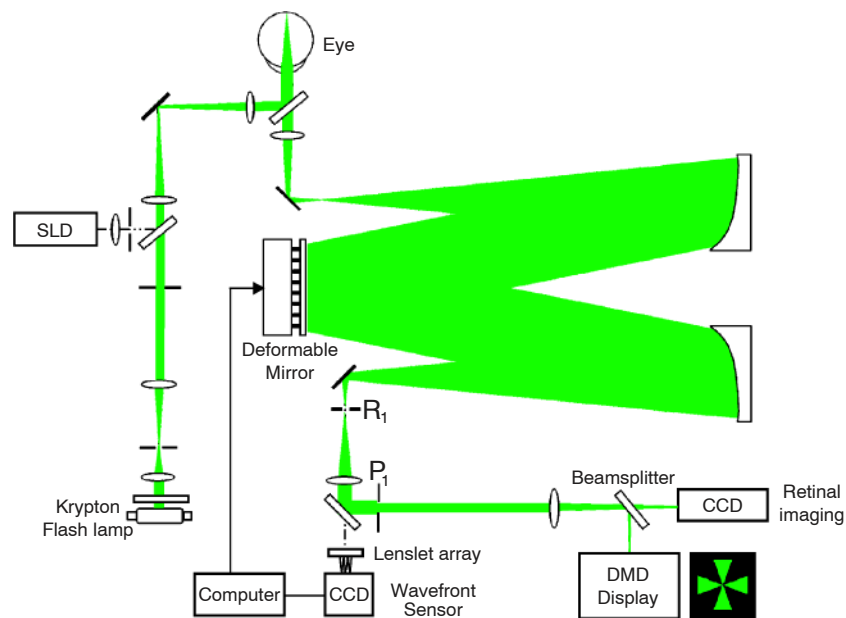 Eye
SLD
Deformable
Mirror
R1
P1
Beamsplitter
CCD
Retinal
imaging
Krypton
Flash lamp
Lenslet array
DMD
Display
Computer
CCD
Wavefront
Sensor